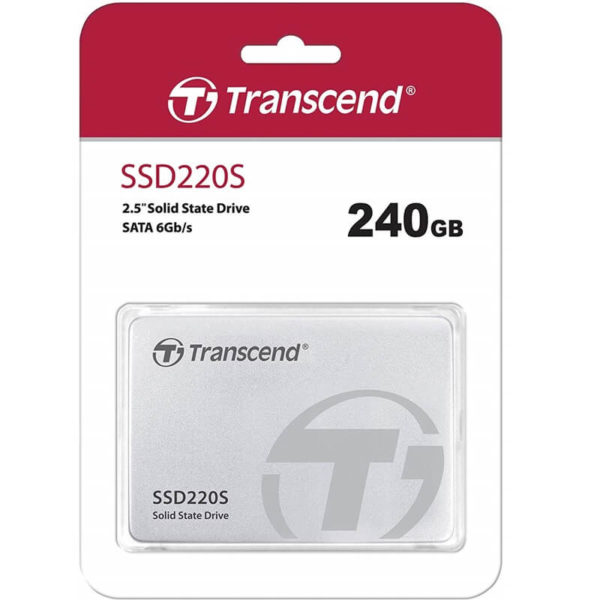 Transcend®
SSD220S
2.5" Solid State Drive
SATA 6Gb/s
240GB
Transcend®
SSD220S
Solid State Drive